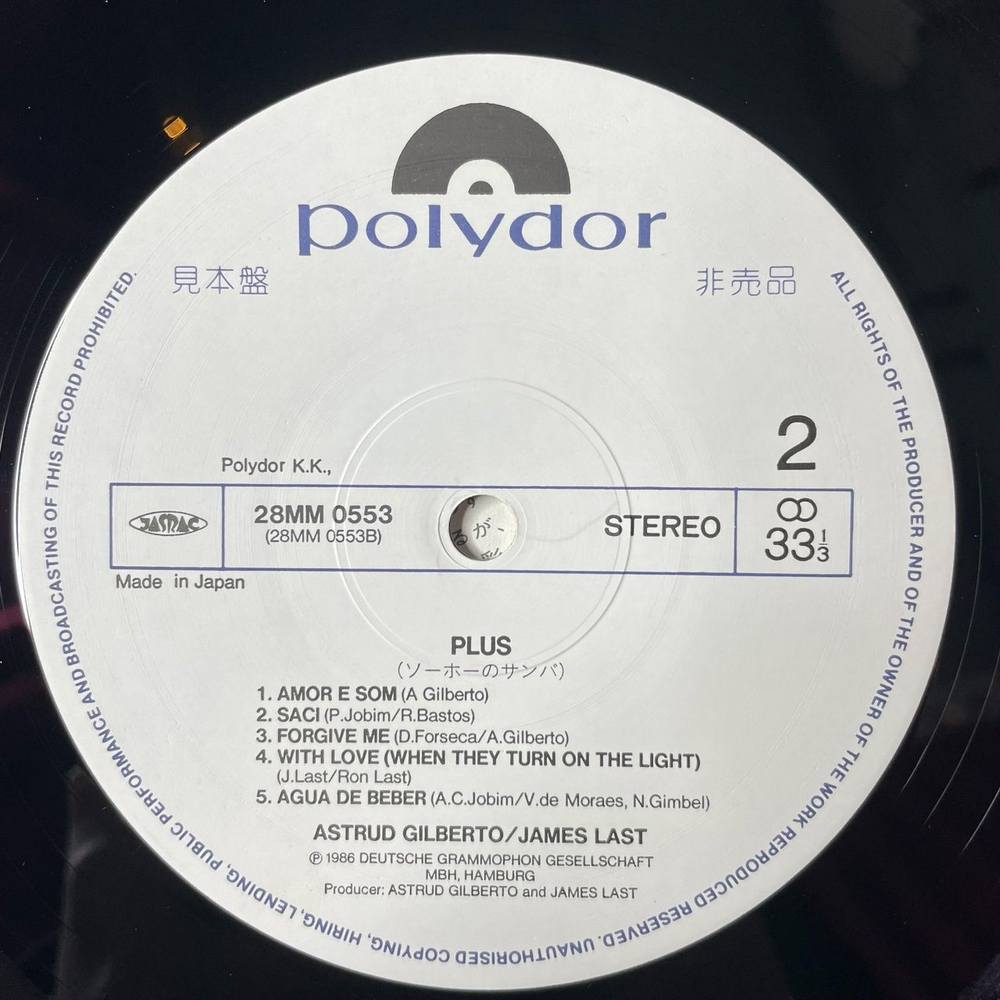 polydor
見本盤
非売品
2
Polydor K.K.,
JASRAC
28MM 0553
(28MM 0553B)
STEREO
33 1/3
Made in Japan
PLUS
(ソーホーのサンバ)
1. AMOR E SOM (A Gilberto)
2. SACI (P.Jobim/R.Bastos)
3. FORGIVE ME (D.Forseca/A.Gilberto)
4. WITH LOVE (WHEN THEY TURN ON THE LIGHT)
(J.Last/Ron Last)
5. AGUA DE BEBER (A.C.Jobim/V.de Moraes, N.Gimbel)
ASTRUD GILBERTO/JAMES LAST
℗ 1986 DEUTSCHE GRAMMOPHON GESELLSCHAFT
MBH, HAMBURG
Producer: ASTRUD GILBERTO and JAMES LAST
ALL RIGHTS OF THE PRODUCER AND OF THE OWNER OF THE WORK REPRODUCED RESERVED. UNAUTHORISED COPYING, HIRING, LENDING, PUBLIC PERFORMANCE AND BROADCASTING OF THIS RECORD PROHIBITED.